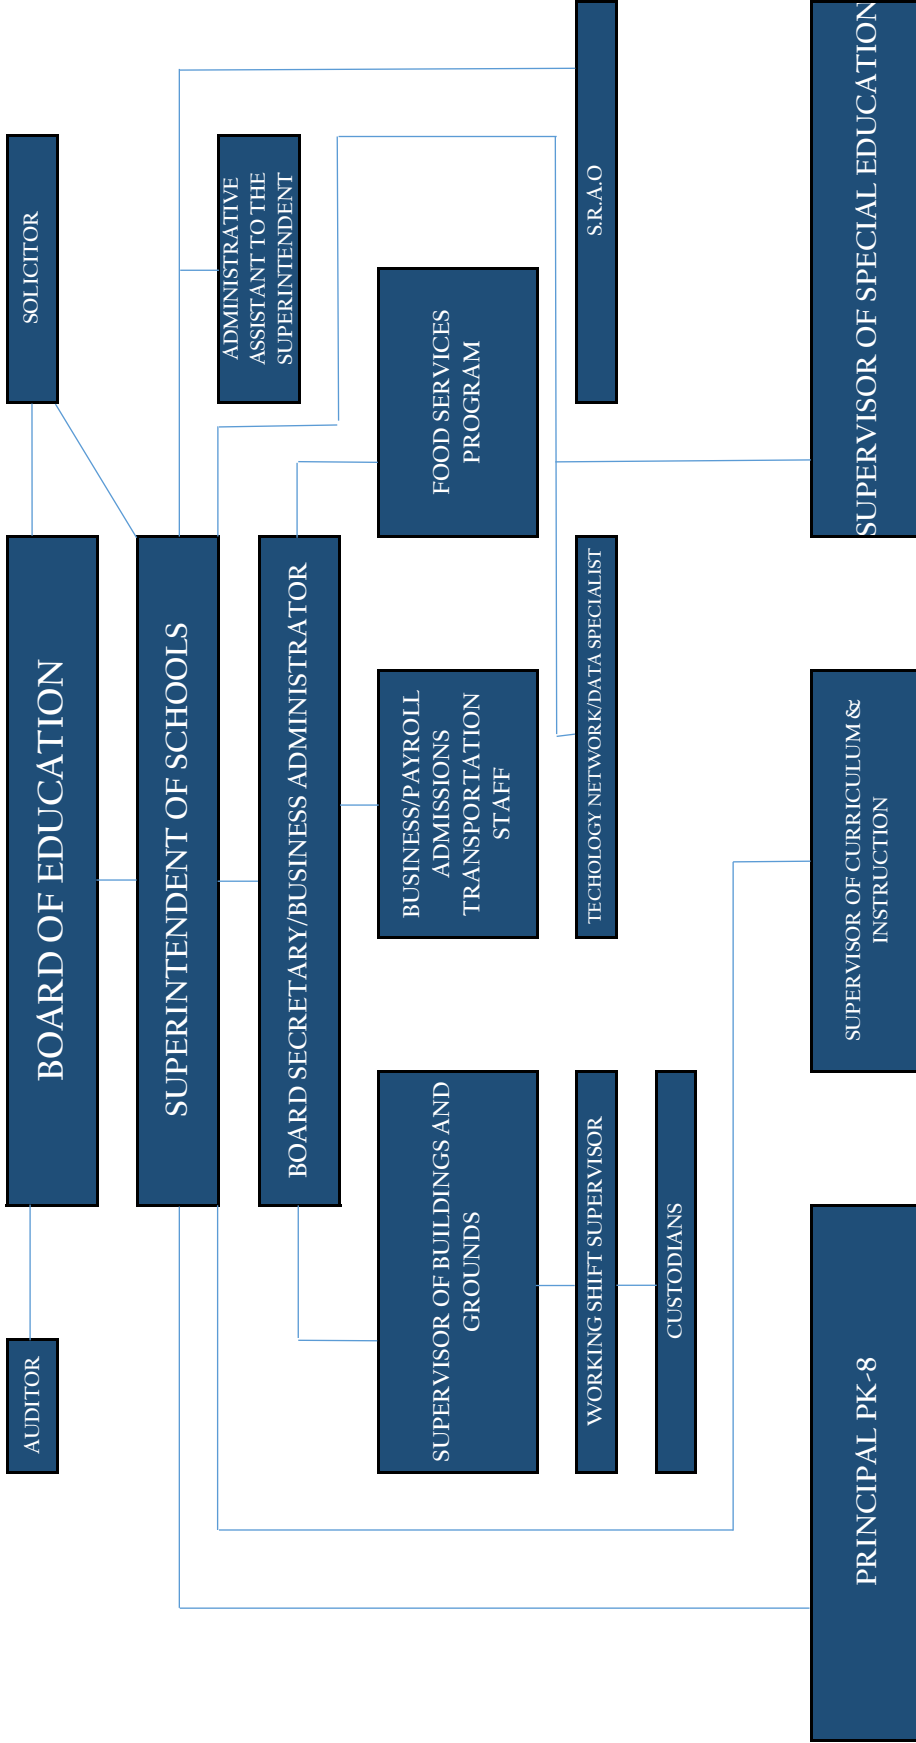 AUDITOR
BOARD OF EDUCATION
SOLICITOR
SUPERINTENDENT OF SCHOOLS
ADMINISTRATIVE
ASSISTANT TO THE
SUPERINTENDENT
BOARD SECRETARY/BUSINESS ADMINISTRATOR
SUPERVISOR OF BUILDINGS AND
GROUNDS
BUSINESS/PAYROLL
ADMISSIONS
TRANSPORTATION
STAFF
FOOD SERVICES
PROGRAM
WORKING SHIFT SUPERVISOR
TECHOLOGY NETWORK/DATA SPECIALIST
S.R.A.O
CUSTODIANS
PRINCIPAL PK-8
SUPERVISOR OF CURRICULUM &
INSTRUCTION
SUPERVISOR OF SPECIAL EDUCATION